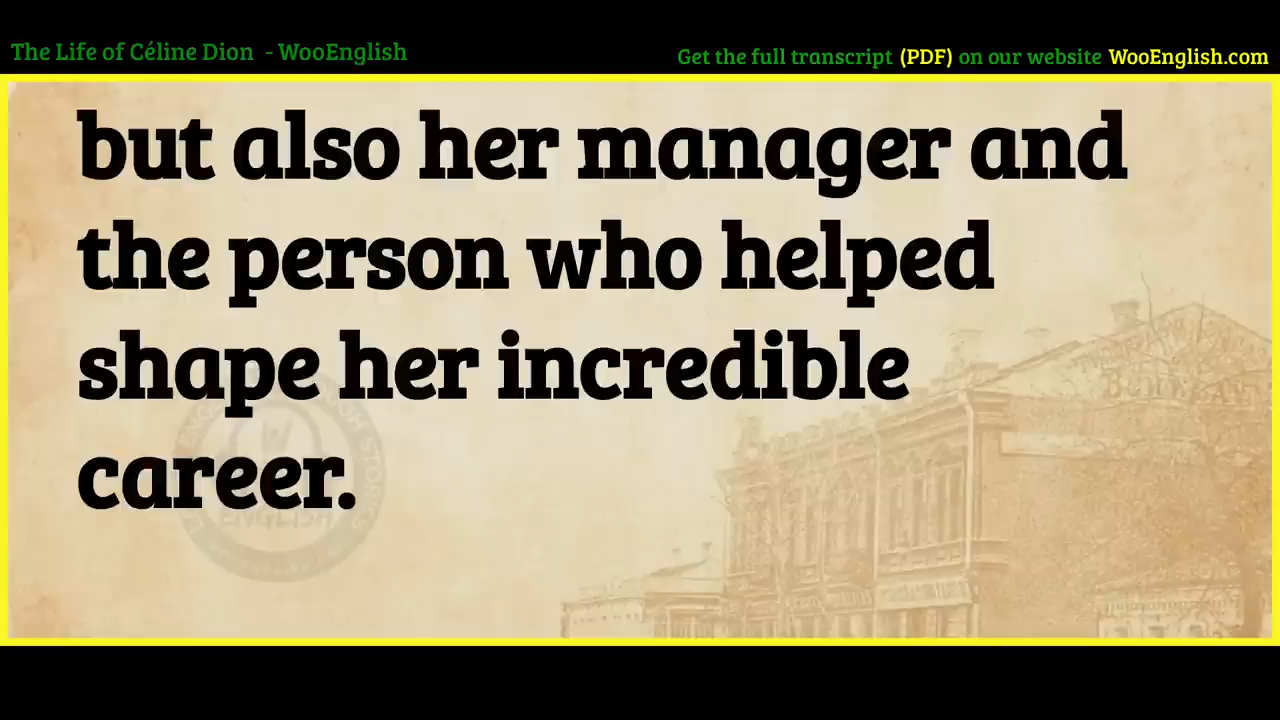 The Life of Céline Dion - WooEnglish
Get the full transcript (PDF) on our website WooEnglish.com
but also her manager and
the person who helped
shape her incredible
career.
ENGLISH